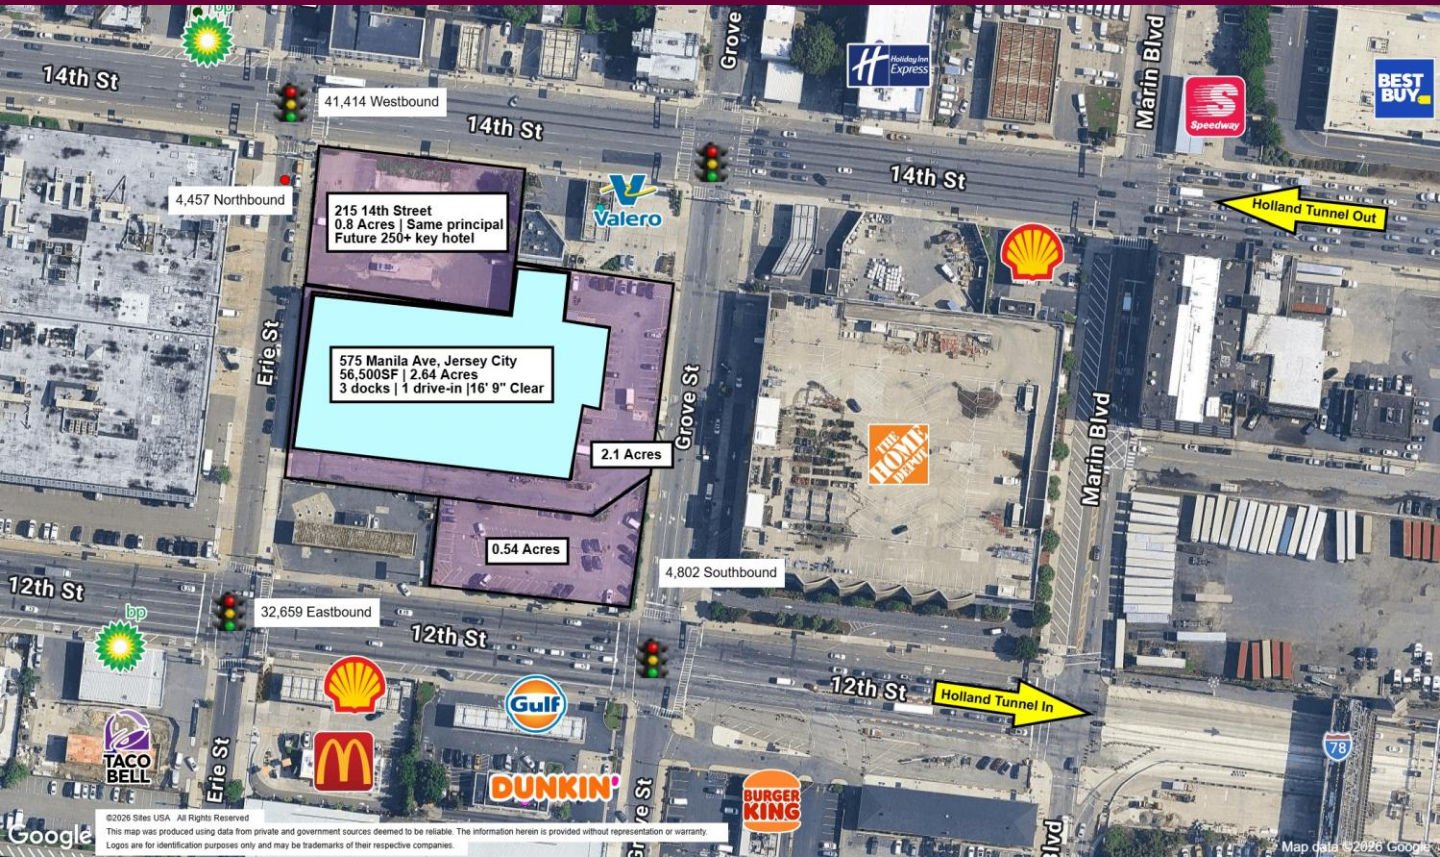 bp
14th St
41,414 Westbound
14th St
Grove
Holiday Inn
Express
Marin Blvd
S
Speedway
BEST
BUY
4,457 Northbound
215 14th Street
0.8 Acres | Same principal
Future 250+ key hotel
V
Valero
14th St
Holland Tunnel Out
Erie St
575 Manila Ave, Jersey City
56,500SF | 2.64 Acres
3 docks | 1 drive-in |16' 9" Clear
2.1 Acres
Grove St
THE
HOME
DEPOT
Marin Blvd
0.54 Acres
4,802 Southbound
12th St
bp
32,659 Eastbound
12th St
12th St
Holland Tunnel In
Gulf
78
TACO
BELL
Erie St
M
DUNKIN'
Grove St
BURGER
KING
Blvd
Google
©2026 Sites USA All Rights Reserved
This map was produced using data from private and government sources deemed to be reliable. The information herein is provided without representation or warranty.
Logos are for identification purposes only and may be trademarks of their respective companies.
Map data ©2026 Google